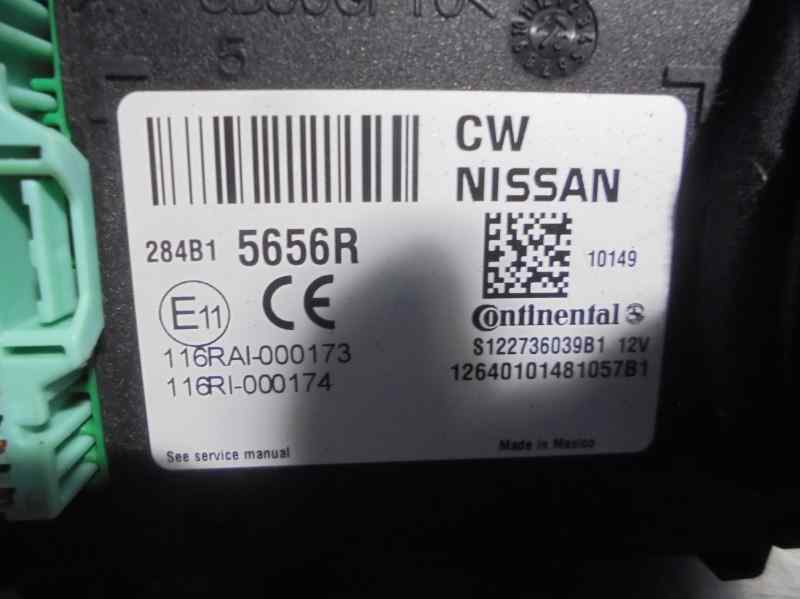 5
CW
NISSAN
284B1 5656R
10149
E11 CE
Continental
116RAI-000173
S122736039B1 12V
116RI-000174
12640101481057B1
See service manual
Made in Mexico